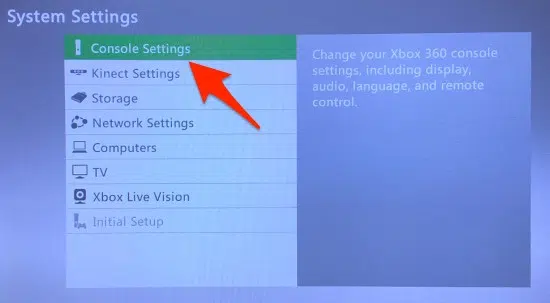 System Settings
Console Settings
Kinect Settings
Storage
Network Settings
Computers
TV
Xbox Live Vision
Initial Setup
Change your Xbox 360 console
settings, including display,
audio, language, and remote
control.